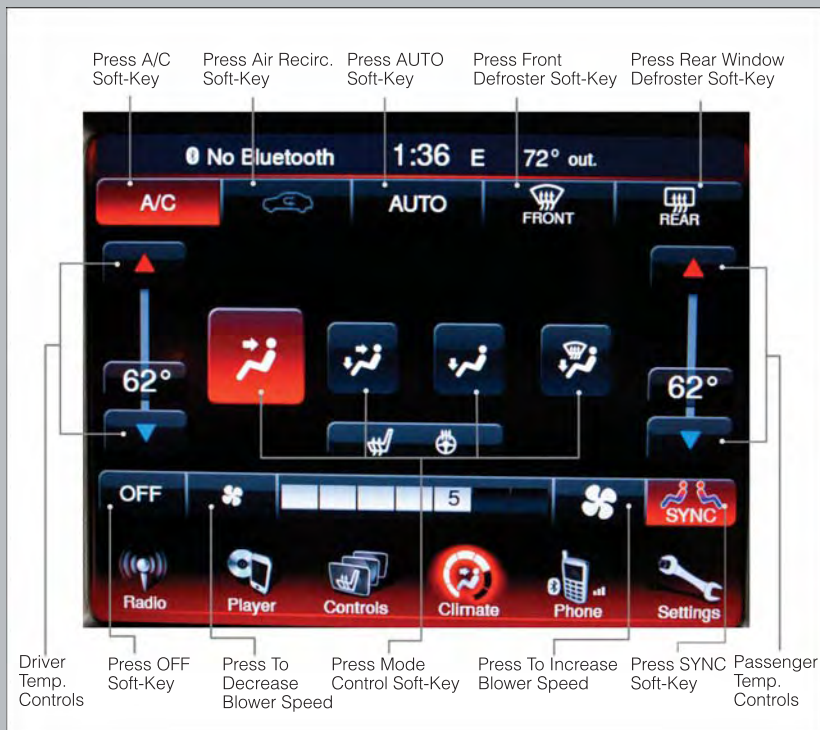 Press A/C
Soft-Key
Press Air Recirc.
Soft-Key
Press AUTO
Soft-Key
Press Front
Defroster Soft-Key
Press Rear Window
Defroster Soft-Key
No Bluetooth 1:36 E 72° out.
A/C AUTO FRONT REAR
62° 62°
OFF 5 SYNC
Radio Player Controls Climate Phone Settings
Driver
Temp.
Controls
Press OFF
Soft-Key
Press To
Decrease
Blower Speed
Press Mode
Control Soft-Key
Press To Increase
Blower Speed
Press SYNC
Soft-Key
Passenger
Temp.
Controls